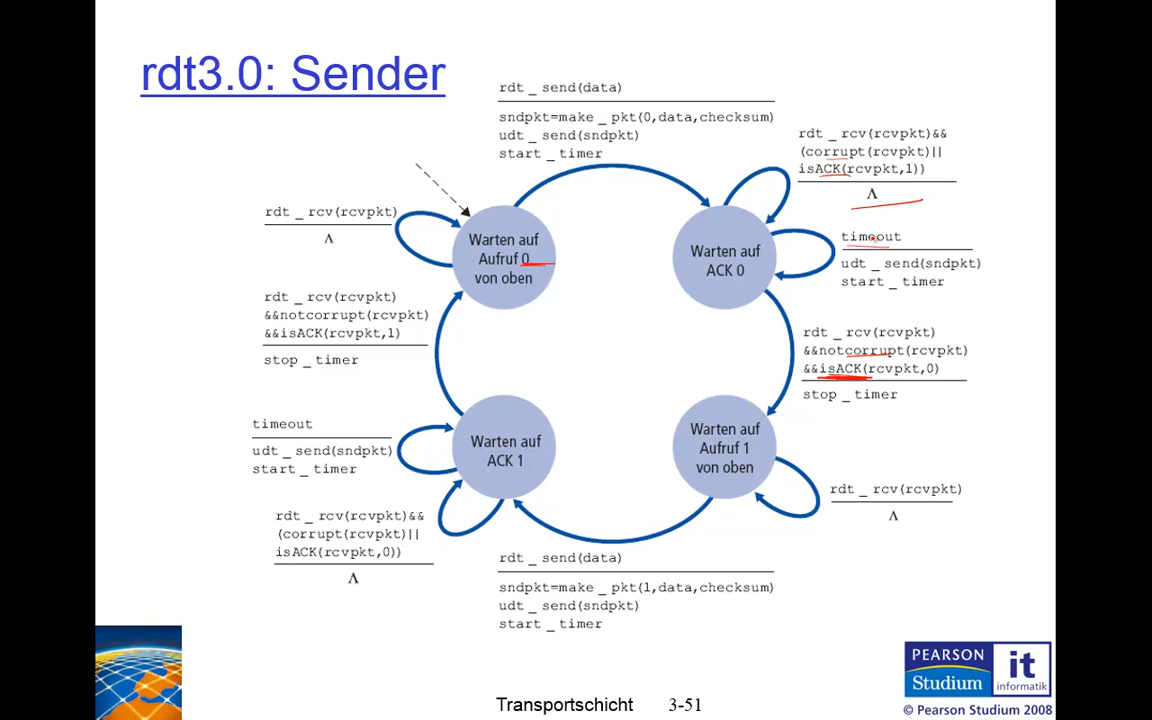 rdt3.0: Sender
rdt _ send(data)
sndpkt=make _ pkt(0,data,checksum)
udt _ send(sndpkt)
start _ timer
rdt _ rcv(rcvpkt)&&
(corrupt(rcvpkt)||
isACK(rcvpkt,1))
Λ
rdt _ rcv(rcvpkt)
Λ
Warten auf
Aufruf 0
von oben
Warten auf
ACK 0
timeout
udt _ send(sndpkt)
start _ timer
rdt _ rcv(rcvpkt)
&&notcorrupt(rcvpkt)
&&isACK(rcvpkt,1)
stop _ timer
rdt _ rcv(rcvpkt)
&&notcorrupt(rcvpkt)
&&isACK(rcvpkt,0)
stop _ timer
timeout
udt _ send(sndpkt)
start _ timer
Warten auf
ACK 1
Warten auf
Aufruf 1
von oben
rdt _ rcv(rcvpkt)
Λ
rdt _ rcv(rcvpkt)&&
(corrupt(rcvpkt)||
isACK(rcvpkt,0))
Λ
rdt _ send(data)
sndpkt=make _ pkt(1,data,checksum)
udt _ send(sndpkt)
start _ timer
PEARSON
Studium
it
informatik
Transportschicht 3-51
© Pearson Studium 2008